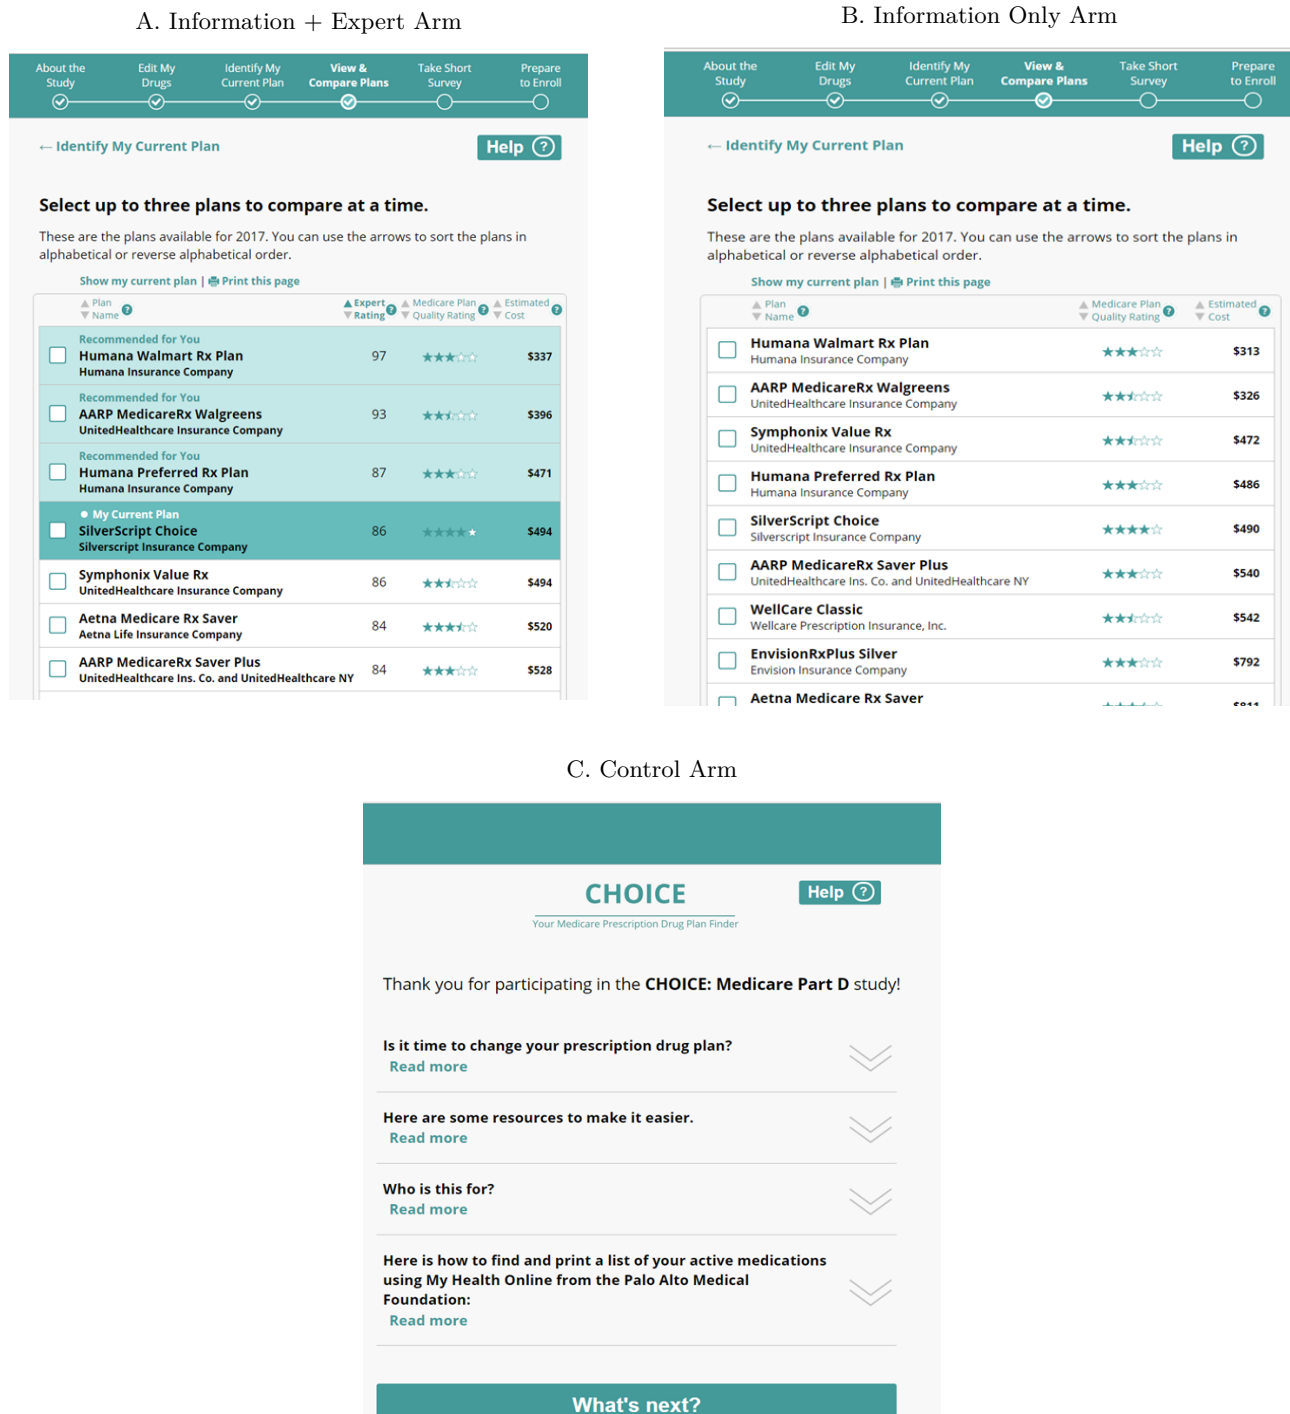 A. Information + Expert Arm
About the Study
Edit My Drugs
Identify My Current Plan
View & Compare Plans
Take Short Survey
Prepare to Enroll
← Identify My Current Plan
Help ?
Select up to three plans to compare at a time.
These are the plans available for 2017. You can use the arrows to sort the plans in
alphabetical or reverse alphabetical order.
Show my current plan | Print this page
Plan Name ? Expert Rating ? Medicare Plan Quality Rating ? Estimated Cost ?
Recommended for You
Humana Walmart Rx Plan 97 $337
Humana Insurance Company
Recommended for You
AARP MedicareRx Walgreens 93 $396
UnitedHealthcare Insurance Company
Recommended for You
Humana Preferred Rx Plan 87 $471
Humana Insurance Company
My Current Plan
SilverScript Choice 86 $494
Silverscript Insurance Company
Symphonix Value Rx 86 $494
UnitedHealthcare Insurance Company
Aetna Medicare Rx Saver 84 $520
Aetna Life Insurance Company
AARP MedicareRx Saver Plus 84 $528
UnitedHealthcare Ins. Co. and UnitedHealthcare NY
B. Information Only Arm
About the Study
Edit My Drugs
Identify My Current Plan
View & Compare Plans
Take Short Survey
Prepare to Enroll
← Identify My Current Plan
Help ?
Select up to three plans to compare at a time.
These are the plans available for 2017. You can use the arrows to sort the plans in
alphabetical or reverse alphabetical order.
Show my current plan | Print this page
Plan Name ? Medicare Plan Quality Rating ? Estimated Cost ?
Humana Walmart Rx Plan $313
Humana Insurance Company
AARP MedicareRx Walgreens $326
UnitedHealthcare Insurance Company
Symphonix Value Rx $472
UnitedHealthcare Insurance Company
Humana Preferred Rx Plan $486
Humana Insurance Company
SilverScript Choice $490
Silverscript Insurance Company
AARP MedicareRx Saver Plus $540
UnitedHealthcare Ins. Co. and UnitedHealthcare NY
WellCare Classic $542
Wellcare Prescription Insurance, Inc.
EnvisionRxPlus Silver $792
Envision Insurance Company
Aetna Medicare Rx Saver
C. Control Arm
CHOICE
Help ?
Your Medicare Prescription Drug Plan Finder
Thank you for participating in the CHOICE: Medicare Part D study!
Is it time to change your prescription drug plan?
Read more
Here are some resources to make it easier.
Read more
Who is this for?
Read more
Here is how to find and print a list of your active medications
using My Health Online from the Palo Alto Medical
Foundation:
Read more
What's next?